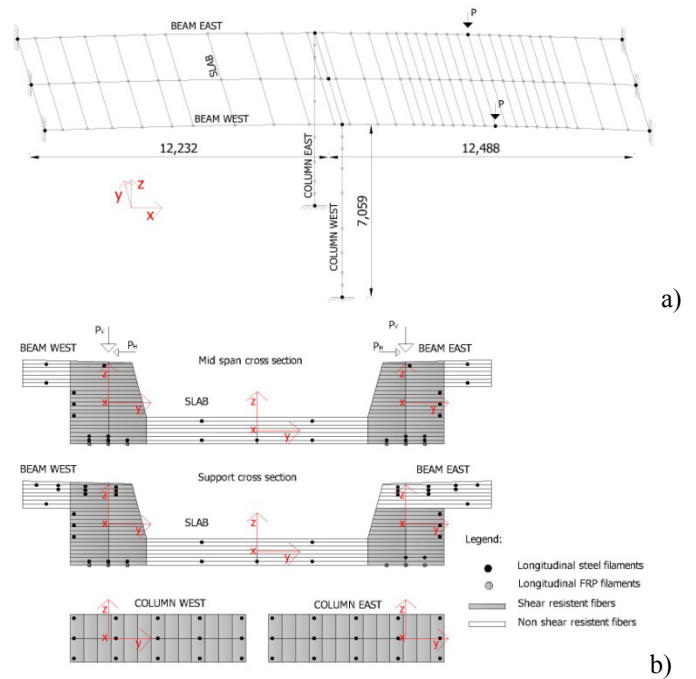 P
BEAM EAST
SLAB
P
BEAM WEST
12,232
12,488
COLUMN EAST
COLUMN WEST
7,059
z
y
x
a)
PV
PH
BEAM WEST
Mid span cross section
PV
PH
BEAM EAST
z
x
y
SLAB
z
x
y
z
x
y
BEAM WEST
Support cross section
BEAM EAST
z
x
y
SLAB
z
x
y
z
x
y
Legend:
Longitudinal steel filaments
Longitudinal FRP filaments
Shear resistent fibers
Non shear resistent fibers
COLUMN WEST
COLUMN EAST
z
x
y
z
x
y
b)